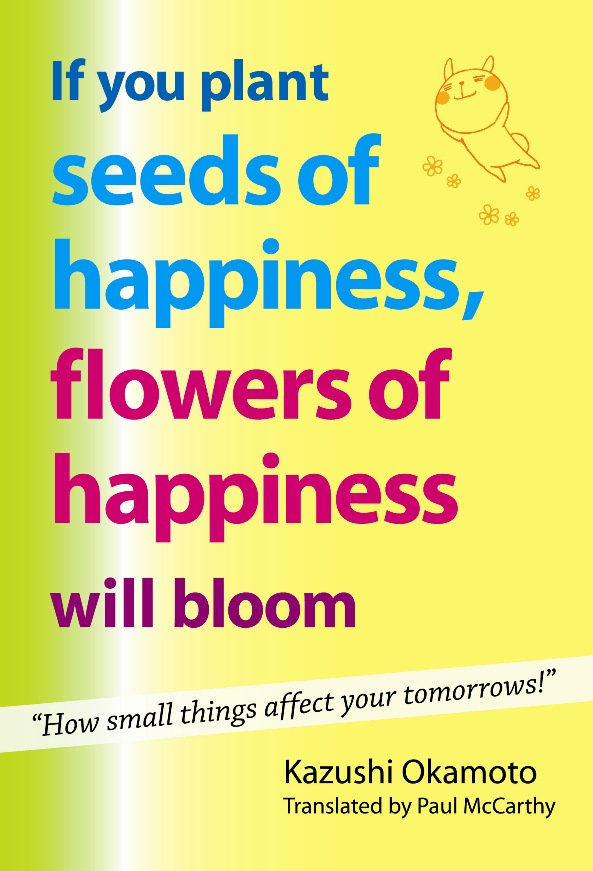 If you plant
seeds of
happiness,
flowers of
happiness
will bloom
“How small things affect your tomorrows!”
Kazushi Okamoto
Translated by Paul McCarthy